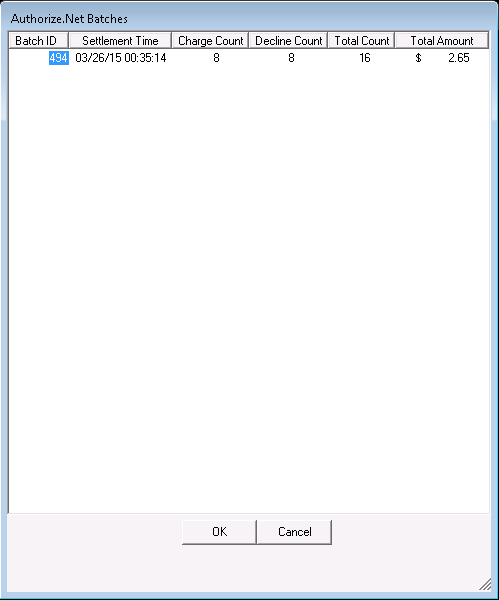 Authorize.Net Batches
Batch ID Settlement Time Charge Count Decline Count Total Count Total Amount
494 03/26/15 00:35:14 8 8 16 $ 2.65
OK Cancel